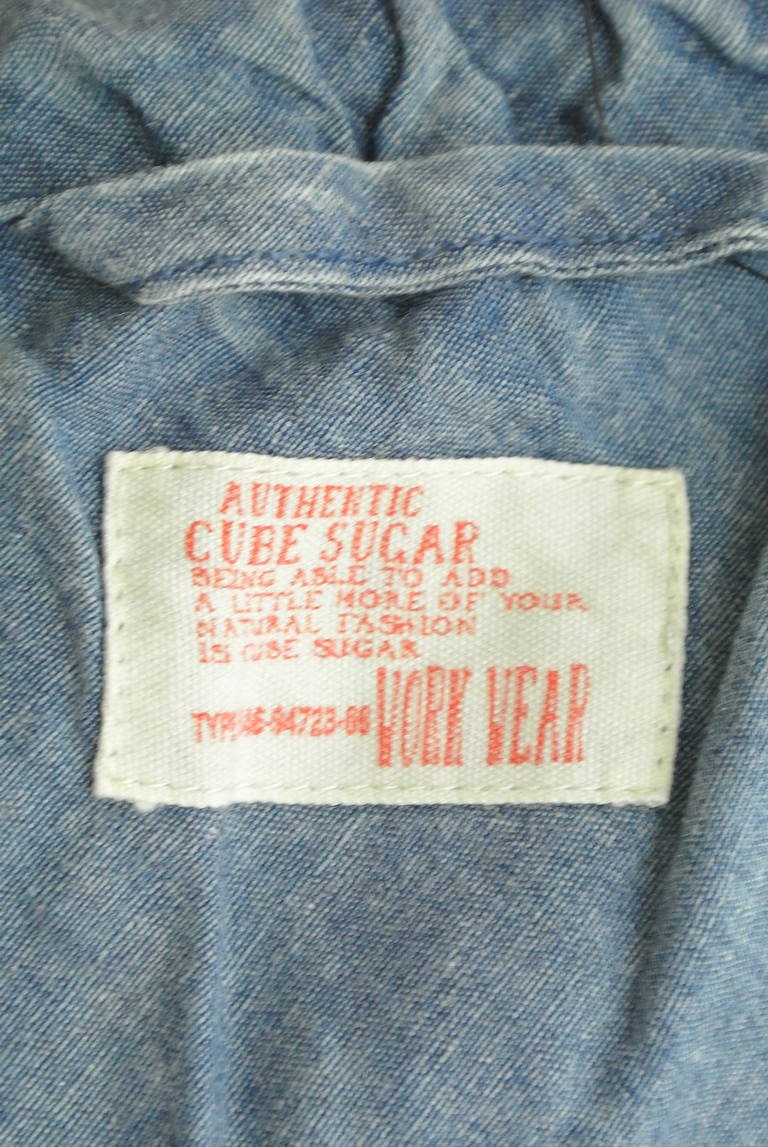 AUTHENTIC
CUBE SUGAR
BEING ABLE TO ADD
A LITTLE MORE OF YOUR
NATURAL FASHION
IS CUBE SUGAR
WORK WEAR